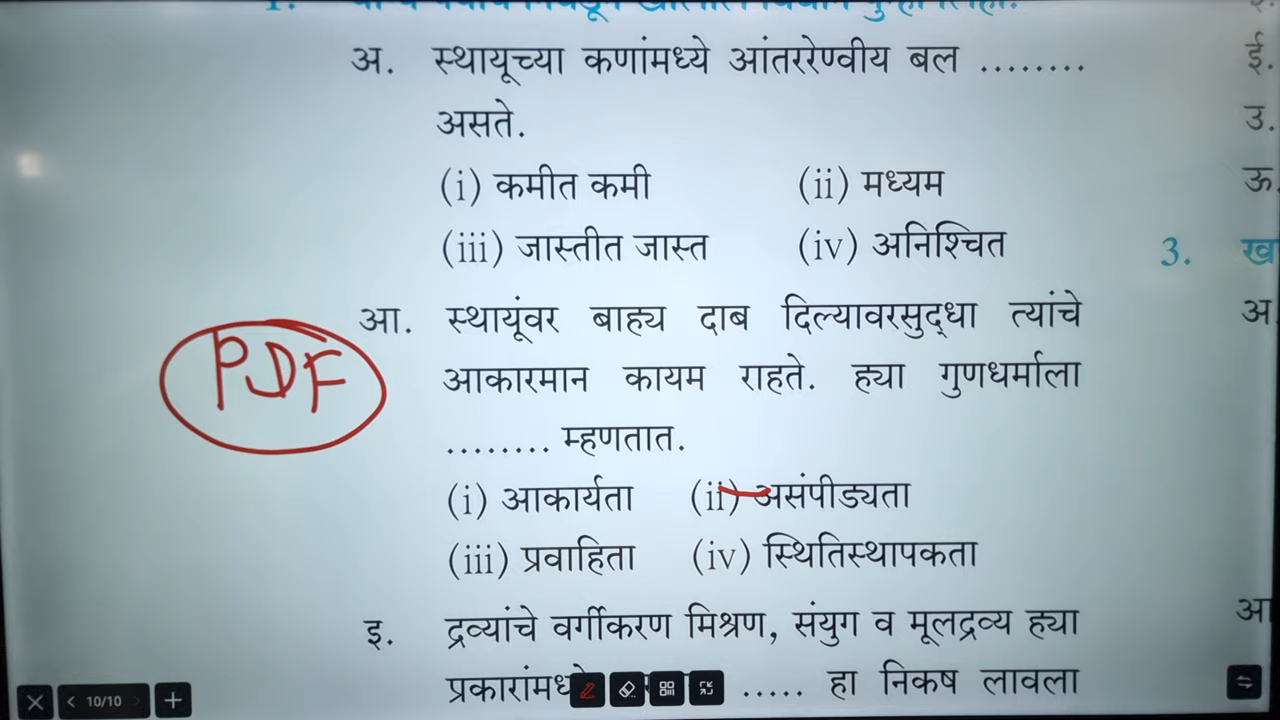 1.
अ. स्थायूच्या कणांमध्ये आंतररेण्वीय बल ........
असते.
(i) कमीत कमी (ii) मध्यम
(iii) जास्तीत जास्त (iv) अनिश्चित
आ. स्थायूंवर बाह्य दाब दिल्यावरसुद्धा त्यांचे
आकारमान कायम राहते. ह्या गुणधर्माला
........ म्हणतात.
(i) आकार्यता (ii) असंपीड्यता
(iii) प्रवाहिता (iv) स्थितिस्थापकता
इ. द्रव्यांचे वर्गीकरण मिश्रण, संयुग व मूलद्रव्य ह्या
..... हा निकष लावला
PDF
ई.
उ.
ऊ.
3. ख
अ
आ
10/10